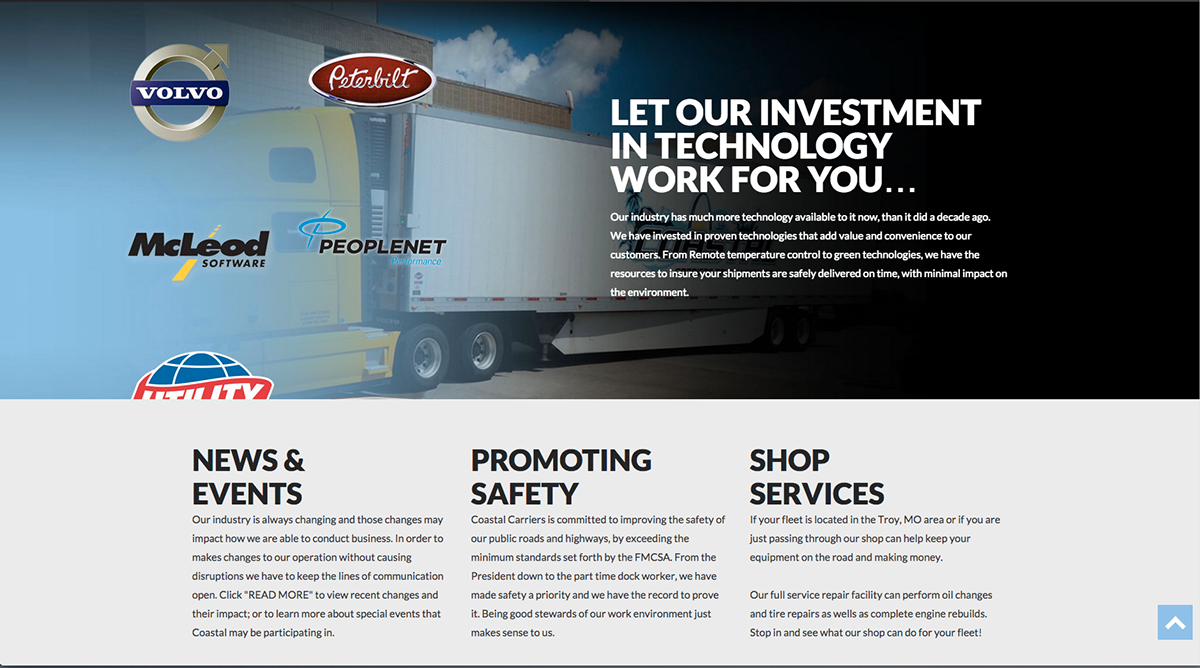 VOLVO
Peterbilt
McLeod
SOFTWARE
PEOPLENET
Performance
UTILITY
LET OUR INVESTMENT
IN TECHNOLOGY
WORK FOR YOU...
Our industry has much more technology available to it now, than it did a decade ago.
We have invested in proven technologies that add value and convenience to our
customers. From Remote temperature control to green technologies, we have the
resources to insure your shipments are safely delivered on time, with minimal impact on
the environment.
COASTAL
NEWS &
EVENTS
Our industry is always changing and those changes may
impact how we are able to conduct business. In order to
makes changes to our operation without causing
disruptions we have to keep the lines of communication
open. Click "READ MORE" to view recent changes and
their impact; or to learn more about special events that
Coastal may be participating in.
PROMOTING
SAFETY
Coastal Carriers is committed to improving the safety of
our public roads and highways, by exceeding the
minimum standards set forth by the FMCSA. From the
President down to the part time dock worker, we have
made safety a priority and we have the record to prove
it. Being good stewards of our work environment just
makes sense to us.
SHOP
SERVICES
If your fleet is located in the Troy, MO area or if you are
just passing through our shop can help keep your
equipment on the road and making money.
Our full service repair facility can perform oil changes
and tire repairs as wells as complete engine rebuilds.
Stop in and see what our shop can do for your fleet!